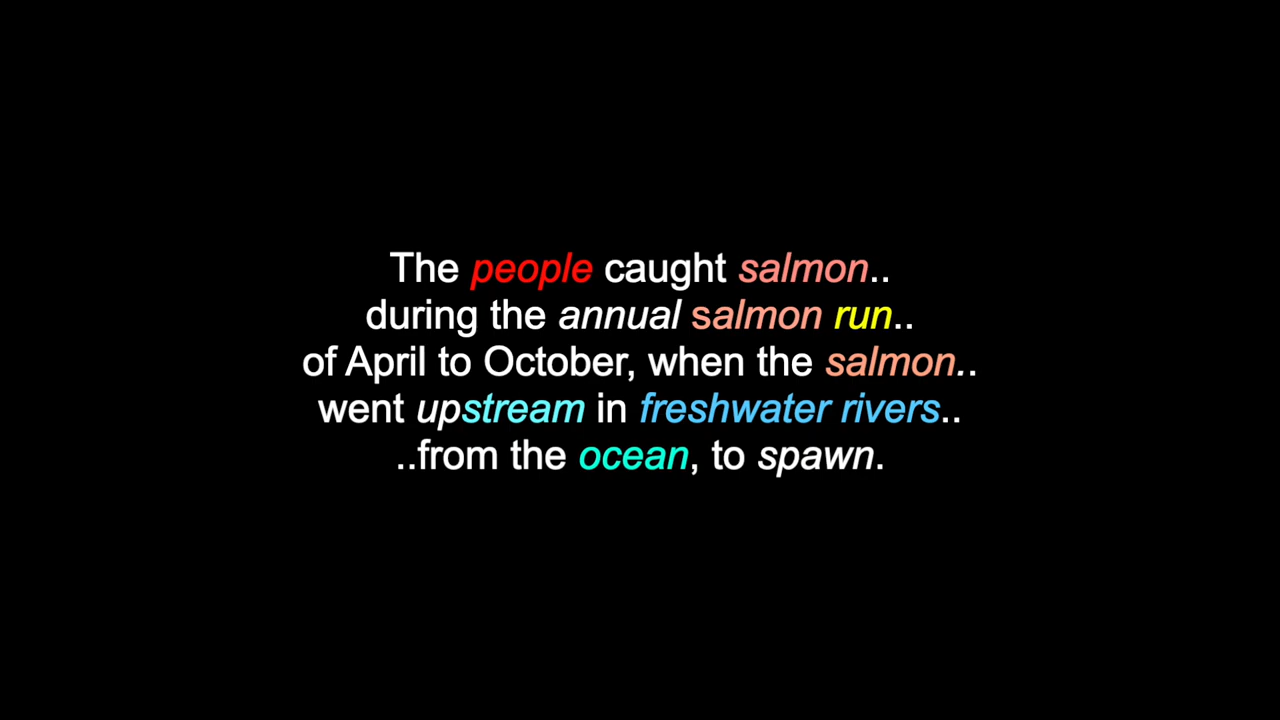 The people caught salmon..
during the annual salmon run..
of April to October, when the salmon..
went upstream in freshwater rivers..
..from the ocean, to spawn.